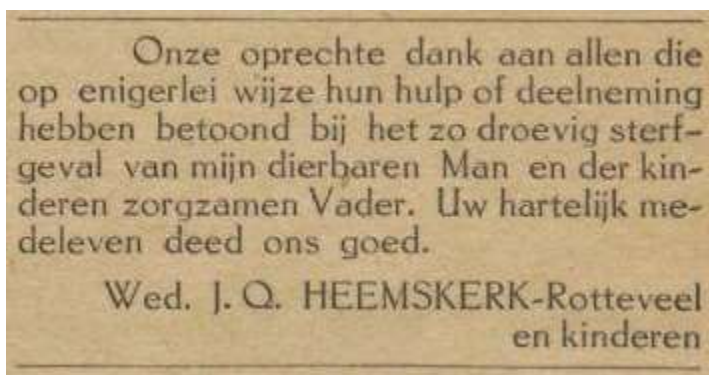 Onze oprechte dank aan allen die
op enigerlei wijze hun hulp of deelneming
hebben betoond bij het zo droevig sterf-
geval van mijn dierbaren Man en der kin-
deren zorgzamen Vader. Uw hartelijk me-
deleven deed ons goed.
Wed. J. Q. HEEMSKERK-Rotteveel
en kinderen